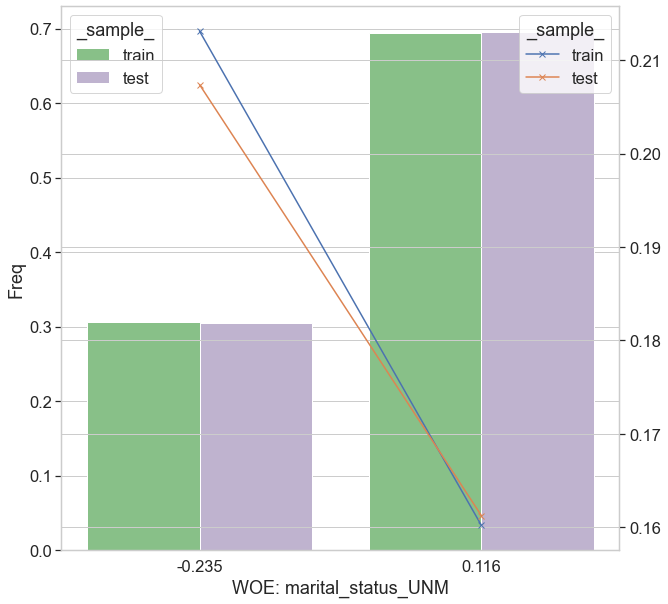 _sample_
train
test
_sample_
train
test
0.7
0.6
0.5
0.4
0.3
0.2
0.1
0.0
Freq
0.21
0.20
0.19
0.18
0.17
0.16
-0.235
0.116
WOE: marital_status_UNM